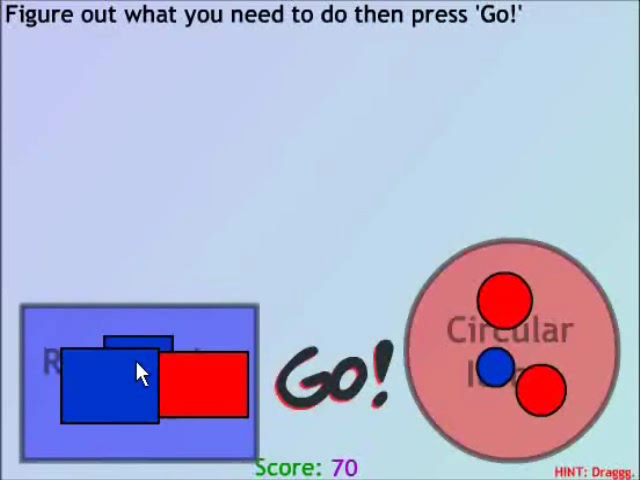 Figure out what you need to do then press 'Go!'
Circular
Go!
Score: 70
HINT: Draggg.